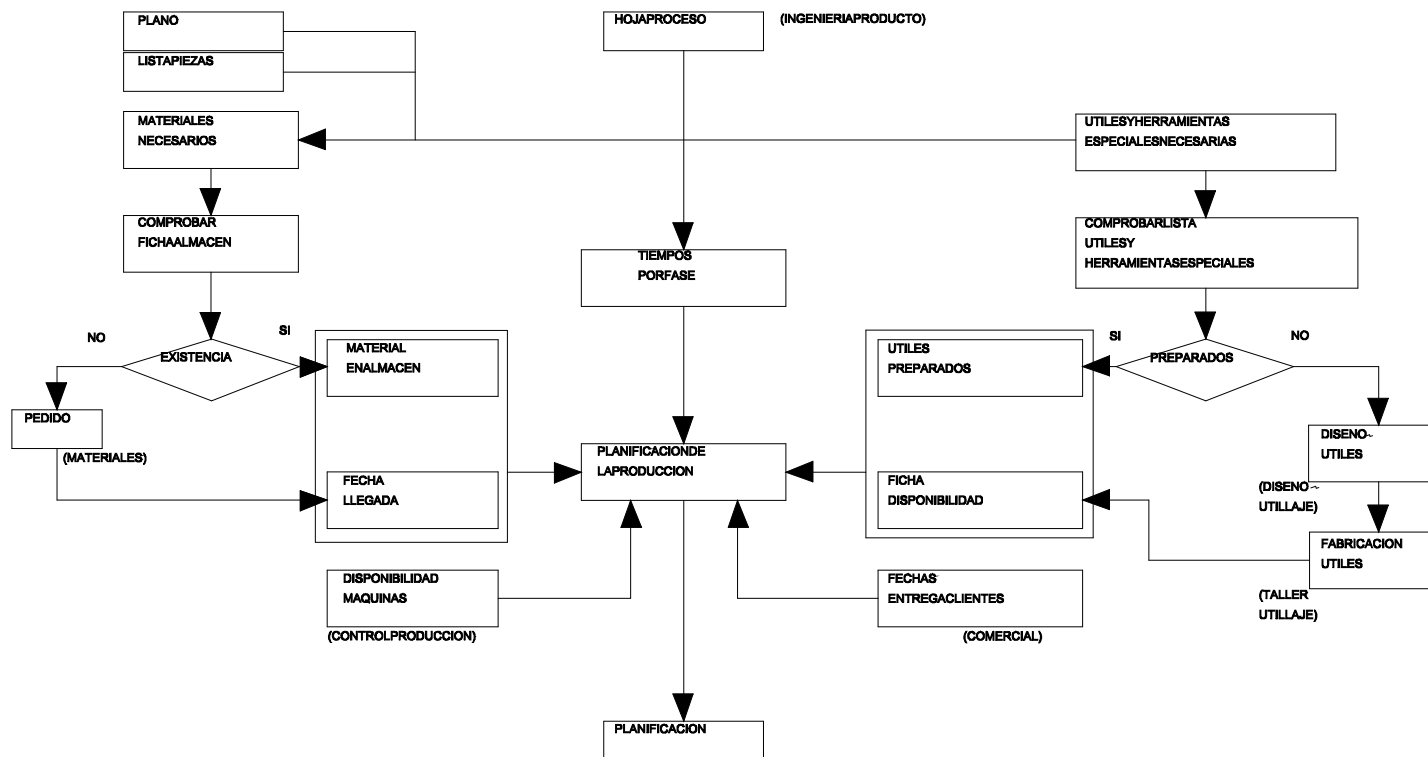 PLANO
LISTAPIEZAS
HOJAPROCESO
(INGENIERIAPRODUCTO)
MATERIALES
NECESARIOS
UTILESYHERRAMIENTAS
ESPECIALESNECESARIAS
COMPROBAR
FICHAALMACEN
TIEMPOS
PORFASE
COMPROBARLISTA
UTILESY
HERRAMIENTASESPECIALES
NO
EXISTENCIA
SI
MATERIAL
ENALMACEN
UTILES
PREPARADOS
SI
PREPARADOS
NO
PEDIDO
(MATERIALES)
FECHA
LLEGADA
PLANIFICACIONDE
LAPRODUCCION
FICHA
DISPONIBILIDAD
DISENO~
UTILES
(DISENO~
UTILLAJE)
FABRICACION
UTILES
(TALLER
UTILLAJE)
DISPONIBILIDAD
MAQUINAS
(CONTROLPRODUCCION)
FECHAS
ENTREGACLIENTES
(COMERCIAL)
PLANIFICACION